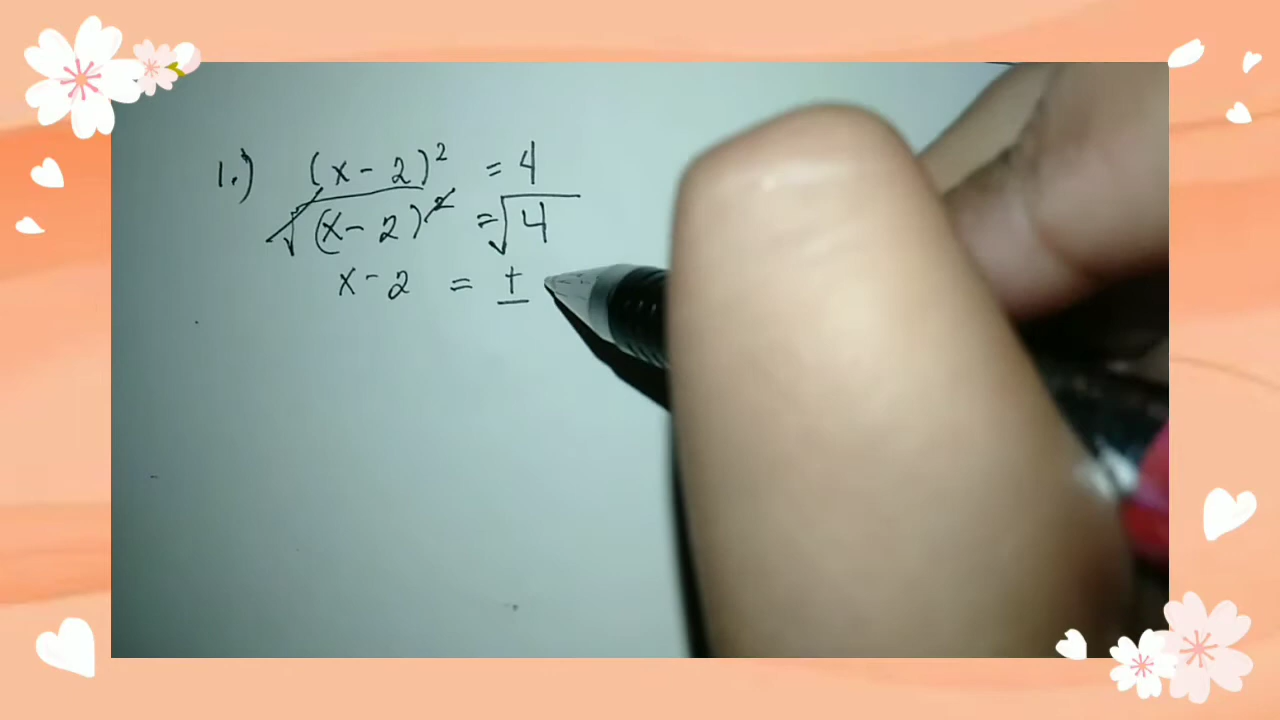 1.) (x - 2)² = 4
√(x - 2)² = √4
x - 2 = ±